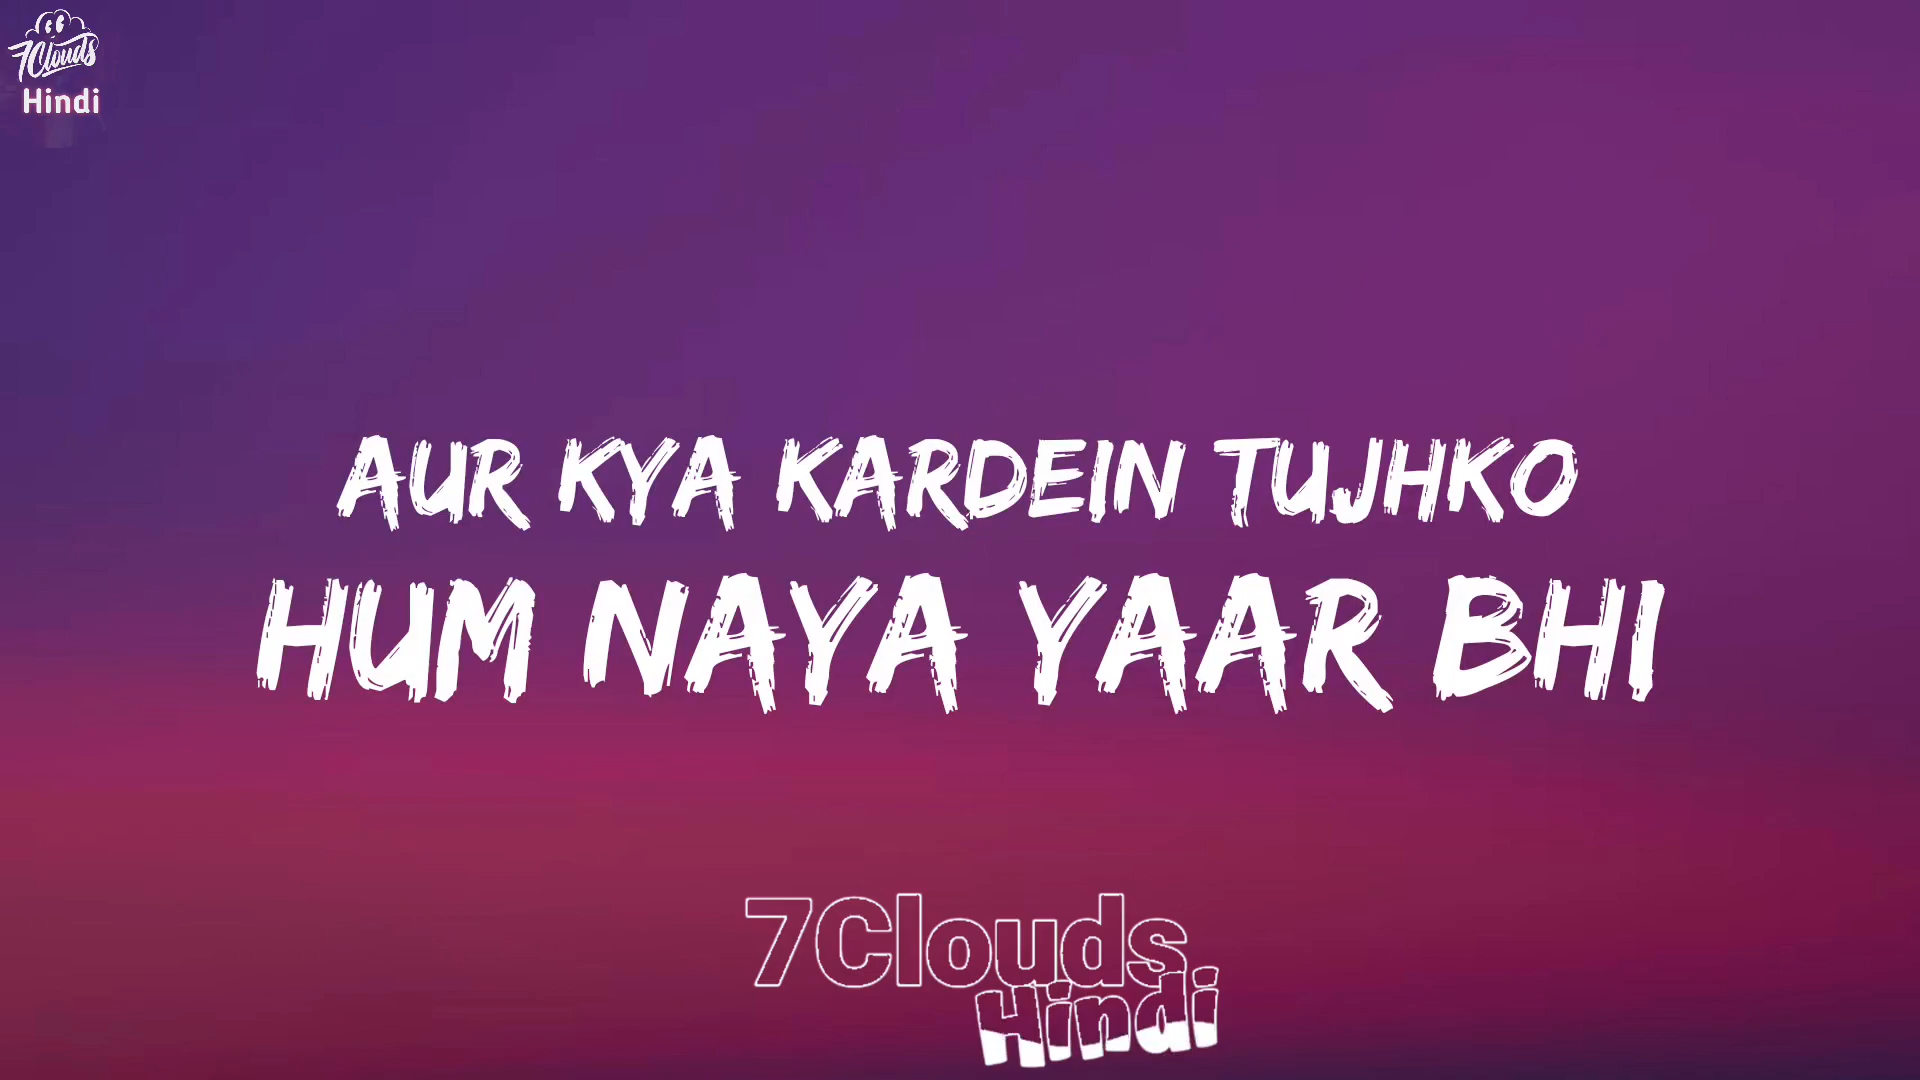 7Clouds
Hindi
AUR KYA KARDEIN TUJHKO
HUM NAYA YAAR BHI
7Clouds
Hindi